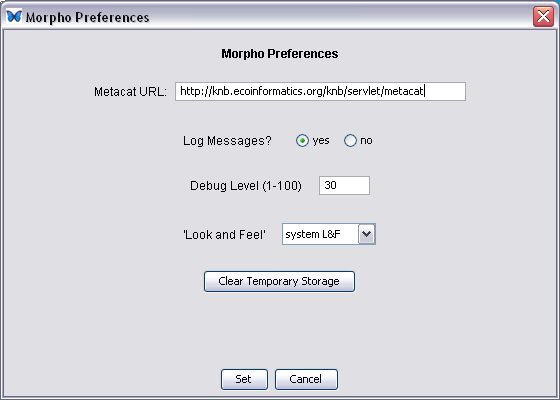 Morpho Preferences
Morpho Preferences
Metacat URL: http://knb.ecoinformatics.org/knb/servlet/metacat
Log Messages? yes no
Debug Level (1-100) 30
'Look and Feel' system L&F
Clear Temporary Storage
Set Cancel